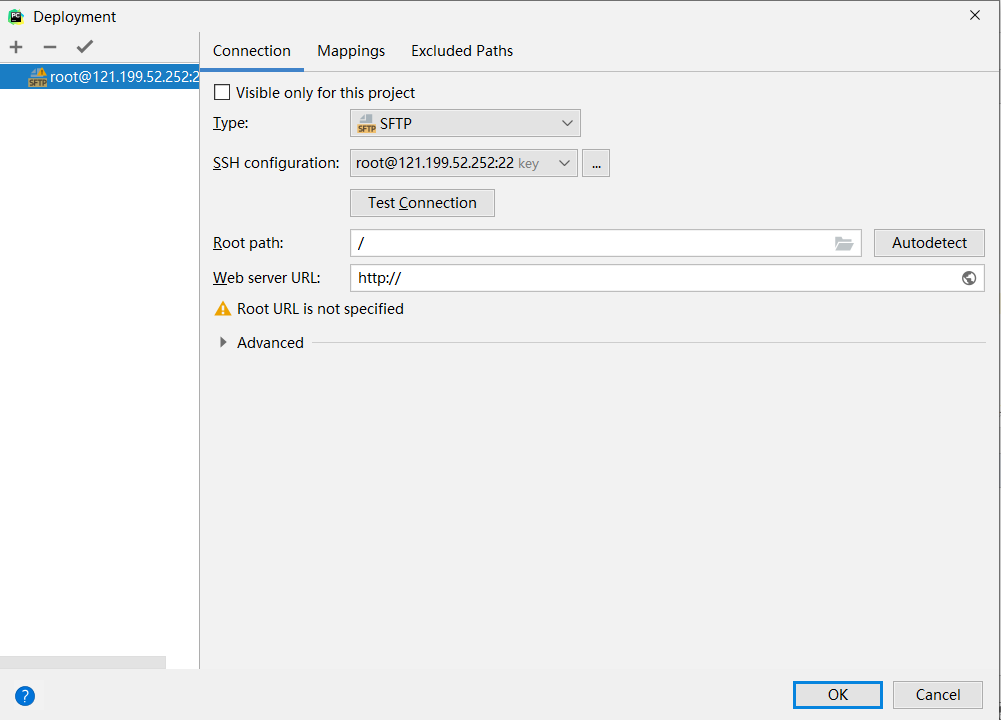 Deployment
root@121.199.52.252:2
Connection Mappings Excluded Paths
Visible only for this project
Type: SFTP
SSH configuration: root@121.199.52.252:22 key ...
Test Connection
Root path: / Autodetect
Web server URL: http://
Root URL is not specified
Advanced
? OK Cancel